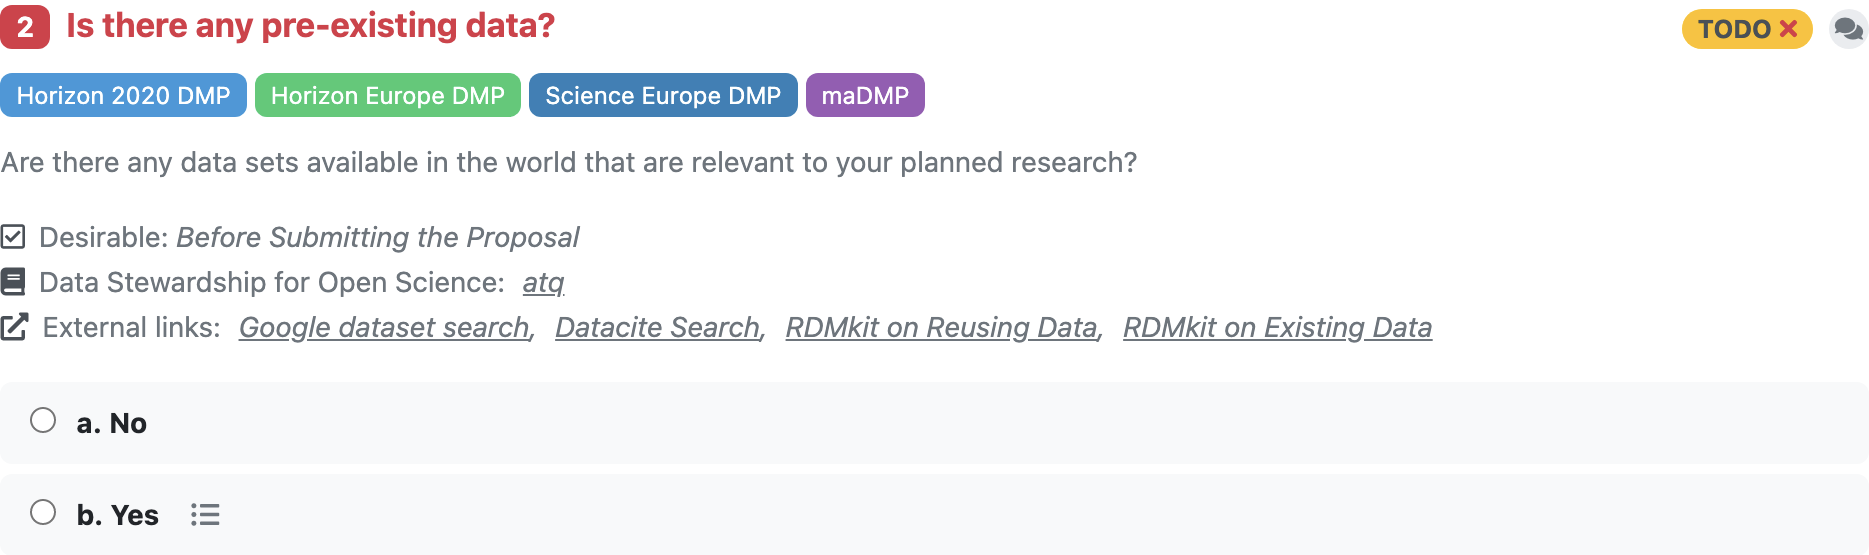 2 Is there any pre-existing data? TODO
Horizon 2020 DMP Horizon Europe DMP Science Europe DMP maDMP
Are there any data sets available in the world that are relevant to your planned research?
Desirable: Before Submitting the Proposal
Data Stewardship for Open Science: atq
External links: Google dataset search, Datacite Search, RDMkit on Reusing Data, RDMkit on Existing Data
a. No
b. Yes